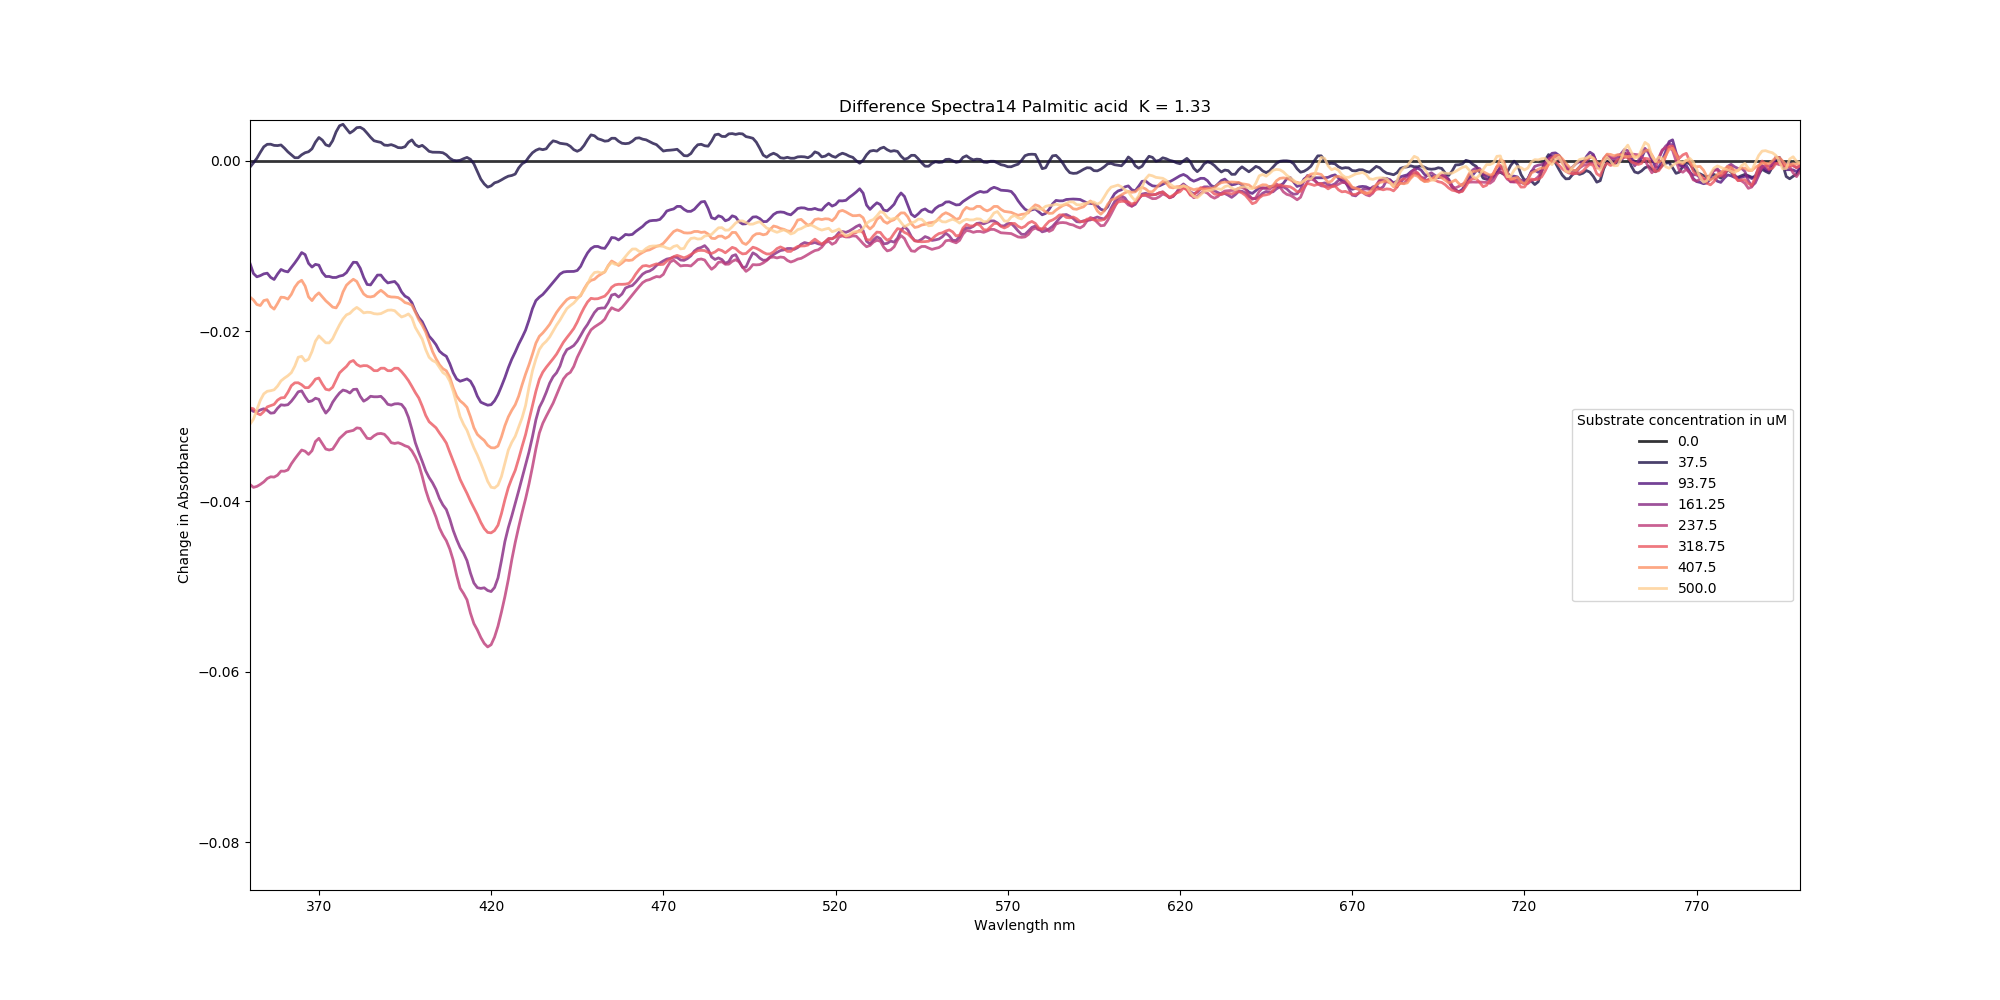 Difference Spectra14 Palmitic acid  K = 1.33
0.00
−0.02
−0.04
−0.06
−0.08
Change in Absorbance
370 420 470 520 570 620 670 720 770
Wavlength nm
Substrate concentration in uM
0.0
37.5
93.75
161.25
237.5
318.75
407.5
500.0